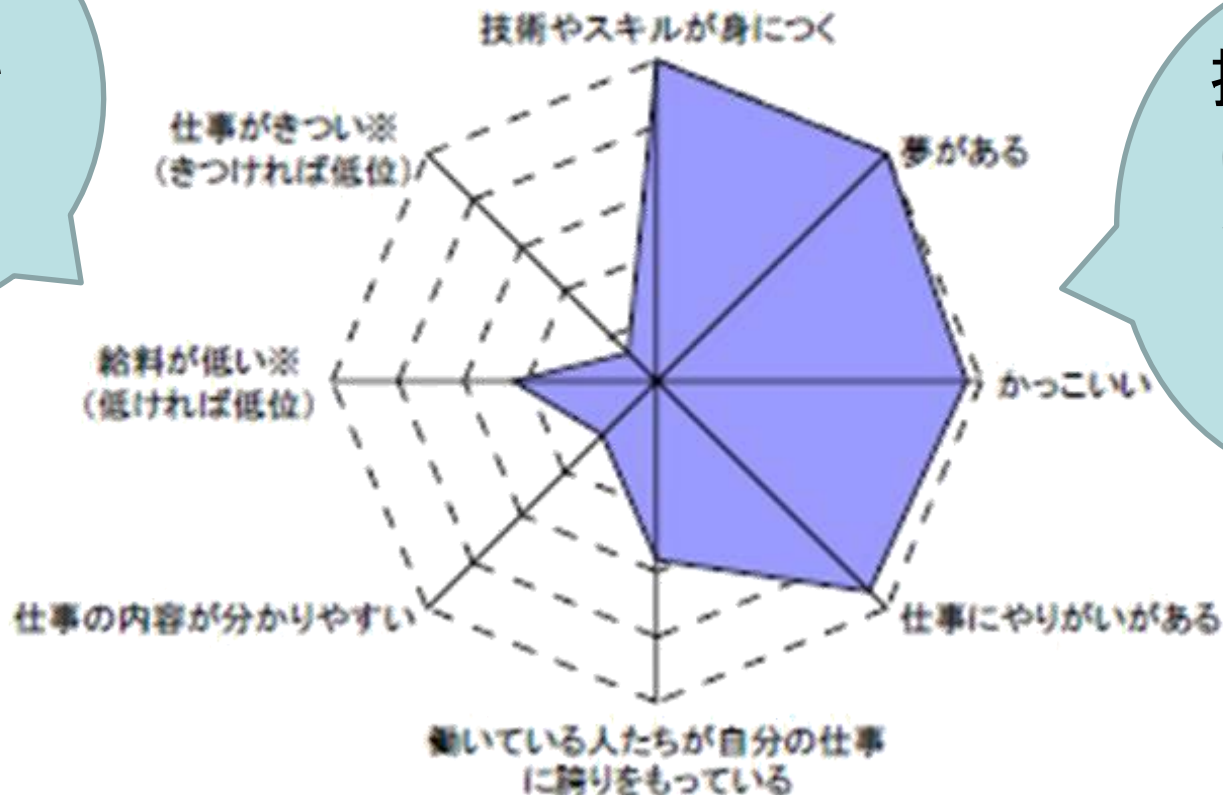 技術やスキルが身につく
仕事がきつい※
(きつければ低位)
夢がある
給料が低い※
(低ければ低位)
かっこいい
仕事の内容が分かりやすい
仕事にやりがいがある
働いている人たちが自分の仕事
に誇りをもっている